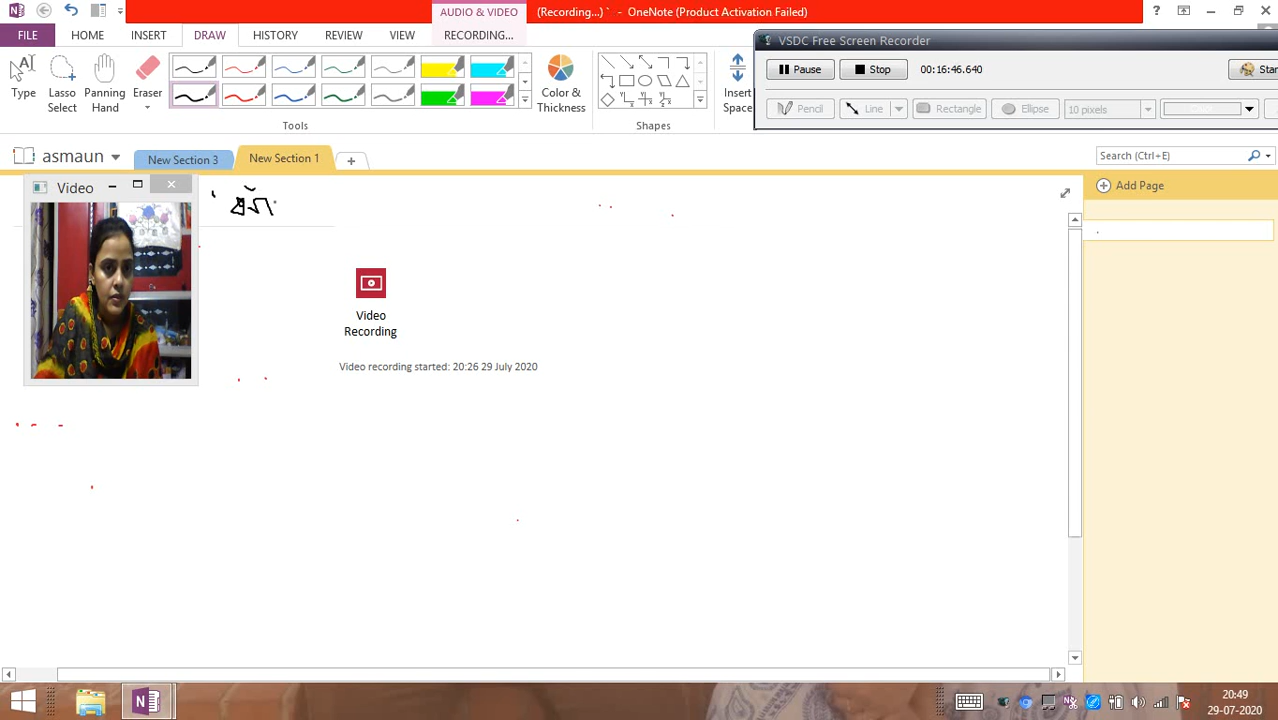 AUDIO & VIDEO
(Recording...) ` - OneNote (Product Activation Failed)
FILE
HOME
INSERT
DRAW
HISTORY
REVIEW
VIEW
RECORDING...
VSDC Free Screen Recorder
Pause
Stop
00:16:46.640
Star
Pencil
Line
Rectangle
Ellipse
10 pixels
Type
Lasso
Select
Panning
Hand
Eraser
Color &
Thickness
Insert
Space
Tools
Shapes
asmaun
New Section 3
New Section 1
Search (Ctrl+E)
Video
Add Page
Video
Recording
Video recording started: 20:26 29 July 2020
20:49
29-07-2020